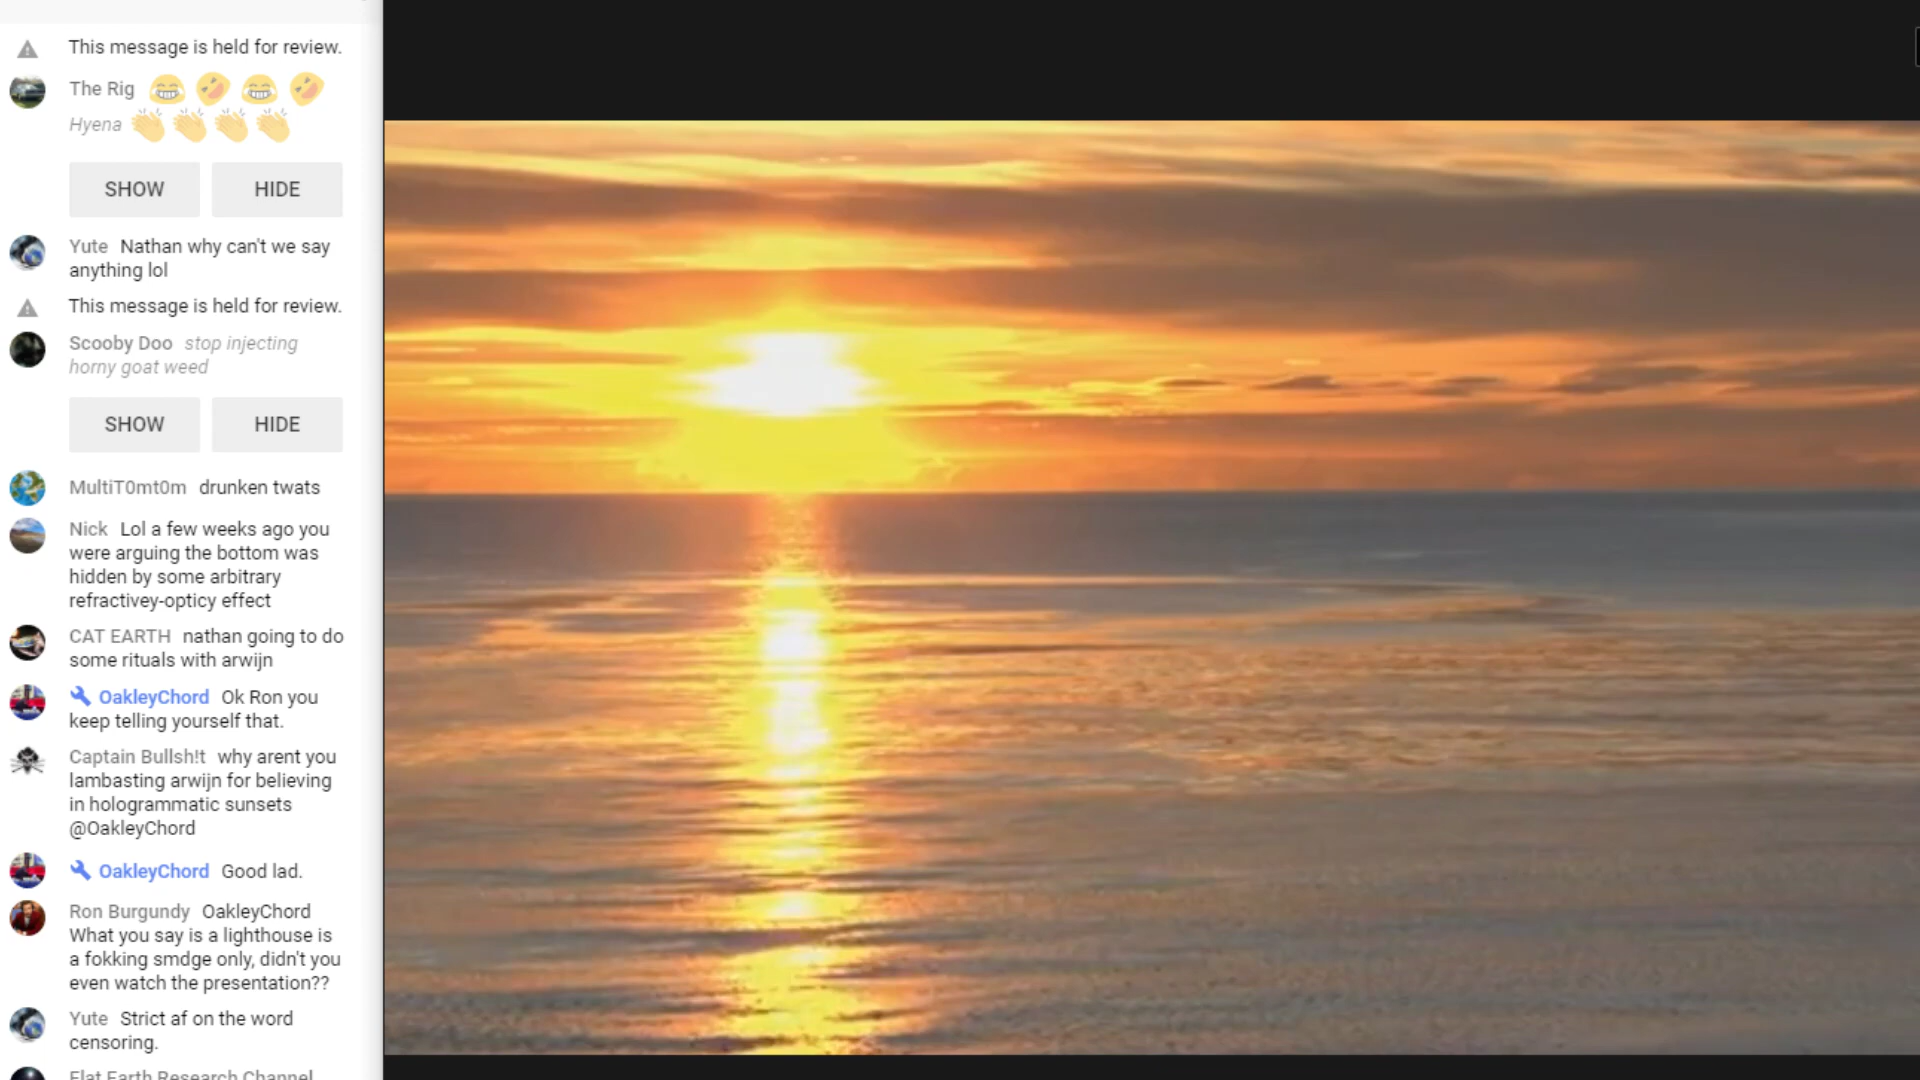 This message is held for review.
The Rig 😂 🤣 😂 🤣
Hyena 👏 👏 👏 👏
SHOW HIDE
Yute Nathan why can't we say
anything lol
This message is held for review.
Scooby Doo stop injecting
horny goat weed
SHOW HIDE
MultiT0mt0m drunken twats
Nick Lol a few weeks ago you
were arguing the bottom was
hidden by some arbitrary
refractivey-opticy effect
CAT EARTH nathan going to do
some rituals with arwijn
OakleyChord Ok Ron you
keep telling yourself that.
Captain Bullsh!t why arent you
lambasting arwijn for believing
in hologrammatic sunsets
@OakleyChord
OakleyChord Good lad.
Ron Burgundy OakleyChord
What you say is a lighthouse is
a fokking smdge only, didn't you
even watch the presentation??
Yute Strict af on the word
censoring.
Flat Earth Research Channel